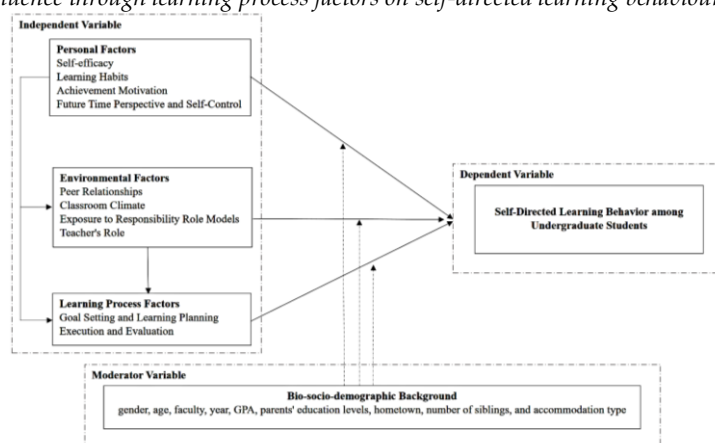 through learning process factors on self-directed learning behaviour
Independent Variable
Personal Factors
Self-efficacy
Learning Habits
Achievement Motivation
Future Time Perspective and Self-Control
Environmental Factors
Peer Relationships
Classroom Climate
Exposure to Responsibility Role Models
Teacher's Role
Learning Process Factors
Goal Setting and Learning Planning
Execution and Evaluation
Dependent Variable
Self-Directed Learning Behavior among
Undergraduate Students
Moderator Variable
Bio-socio-demographic Background
gender, age, faculty, year, GPA, parents' education levels, hometown, number of siblings, and accommodation type